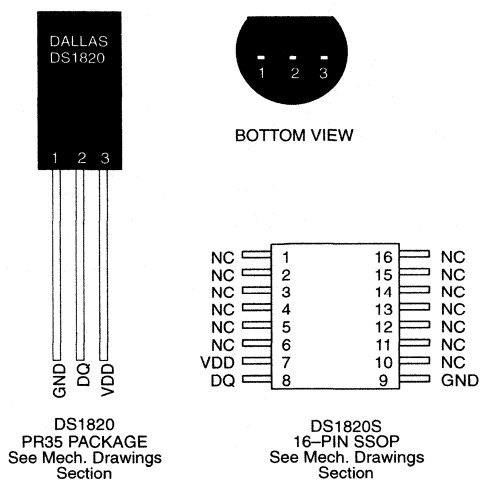 DALLAS
DS1820
1 2 3
GND DQ VDD
DS1820
PR35 PACKAGE
See Mech. Drawings
Section
1 2 3
BOTTOM VIEW
NC 1 16 NC
NC 2 15 NC
NC 3 14 NC
NC 4 13 NC
NC 5 12 NC
NC 6 11 NC
VDD 7 10 NC
DQ 8 9 GND
DS1820S
16–PIN SSOP
See Mech. Drawings
Section